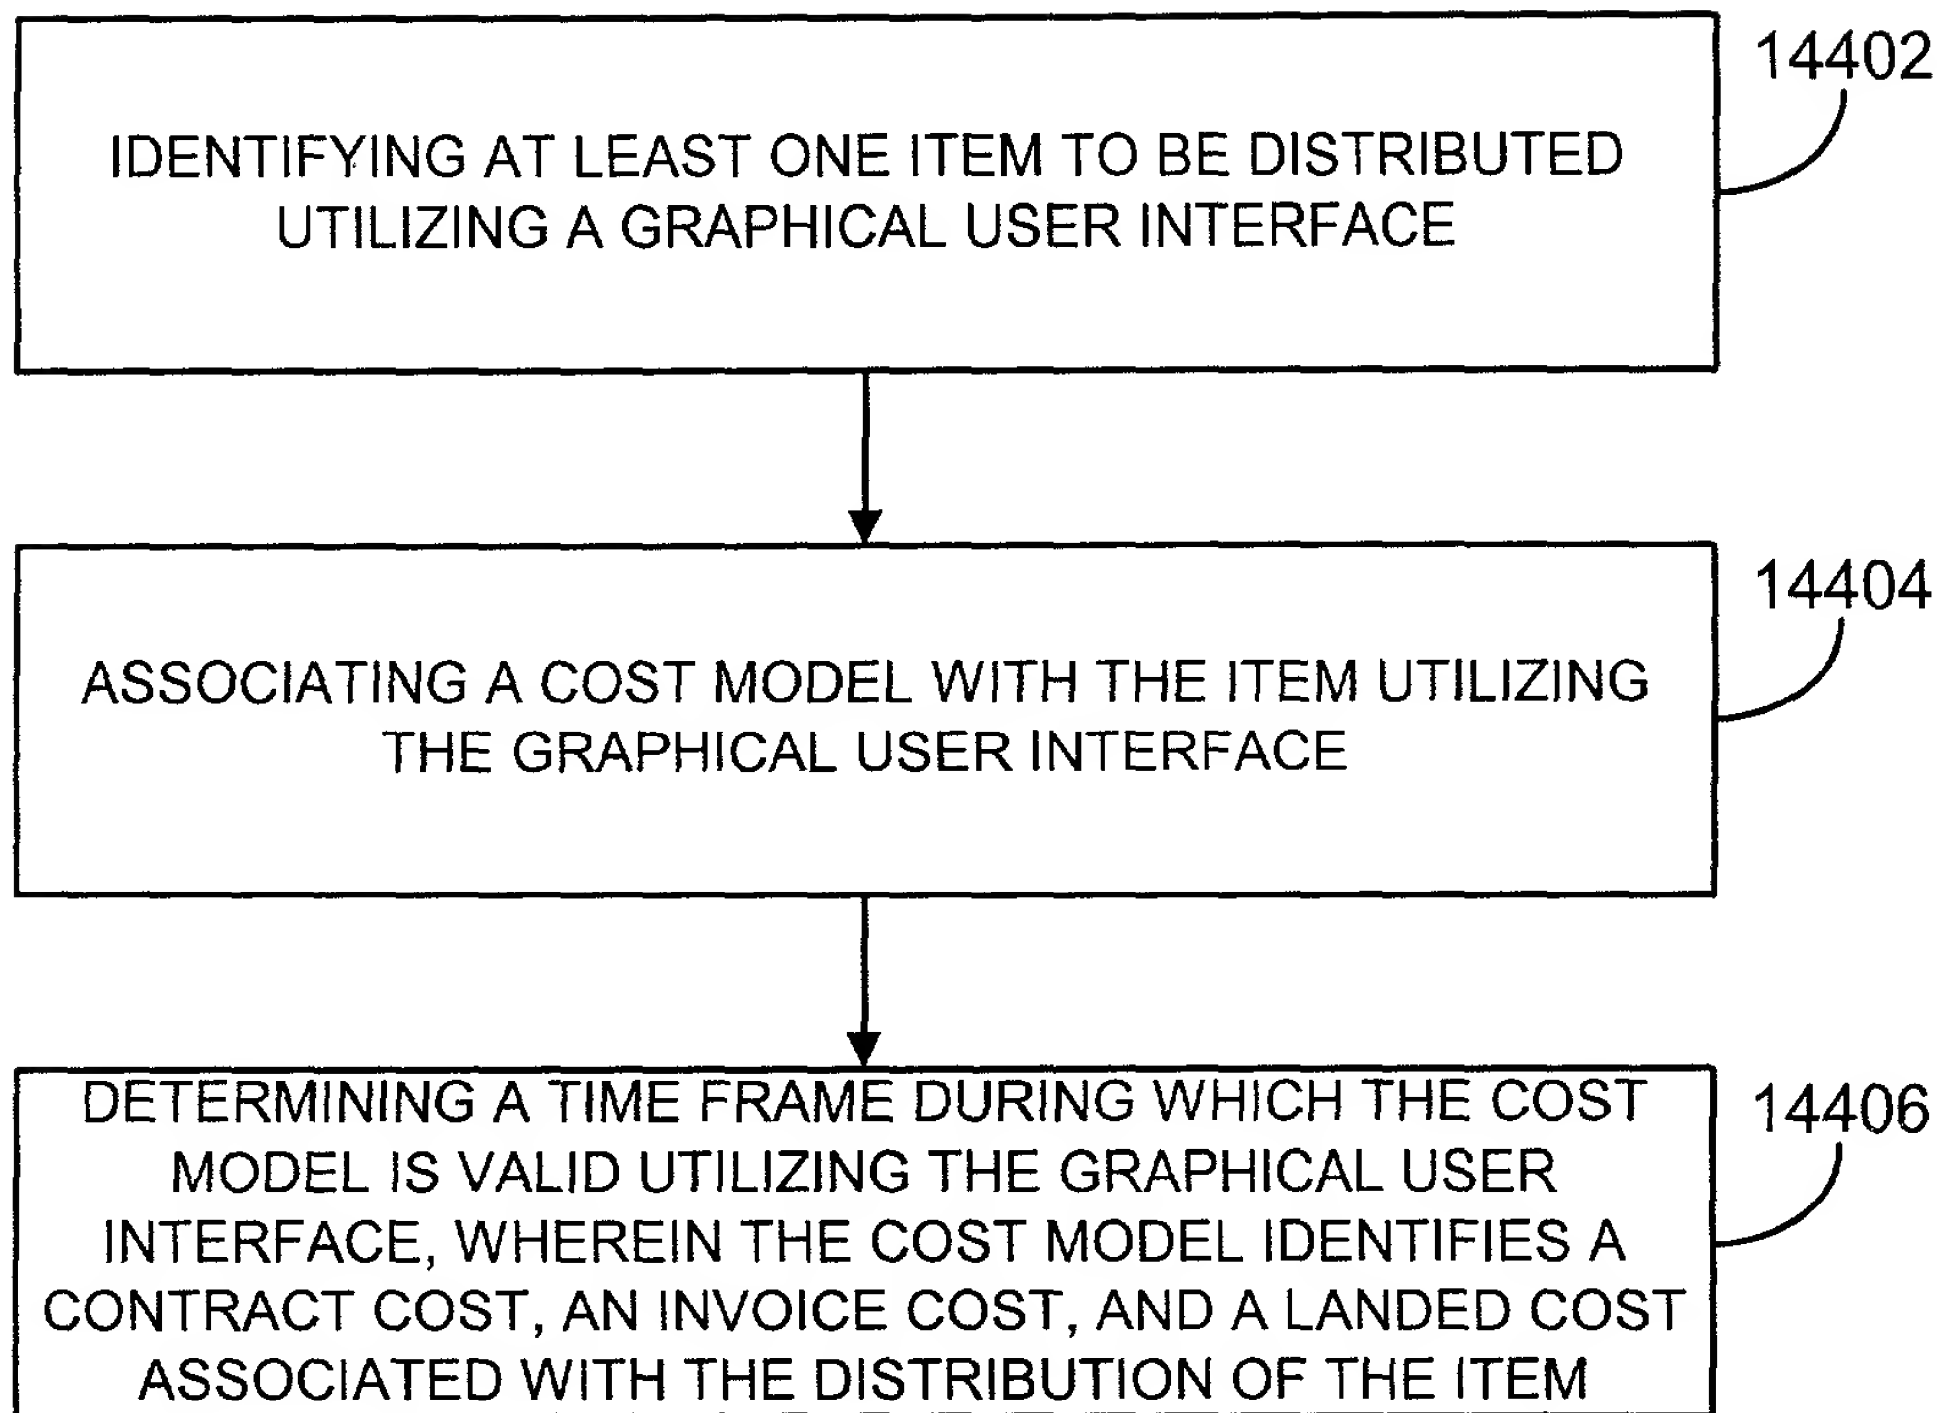 14402
IDENTIFYING AT LEAST ONE ITEM TO BE DISTRIBUTED
UTILIZING A GRAPHICAL USER INTERFACE
14404
ASSOCIATING A COST MODEL WITH THE ITEM UTILIZING
THE GRAPHICAL USER INTERFACE
14406
DETERMINING A TIME FRAME DURING WHICH THE COST
MODEL IS VALID UTILIZING THE GRAPHICAL USER
INTERFACE, WHEREIN THE COST MODEL IDENTIFIES A
CONTRACT COST, AN INVOICE COST, AND A LANDED COST
ASSOCIATED WITH THE DISTRIBUTION OF THE ITEM